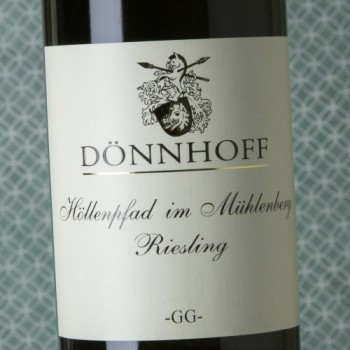 DÖNNHOFF
Höllenpfad im Mühlenberg
Riesling
-GG-